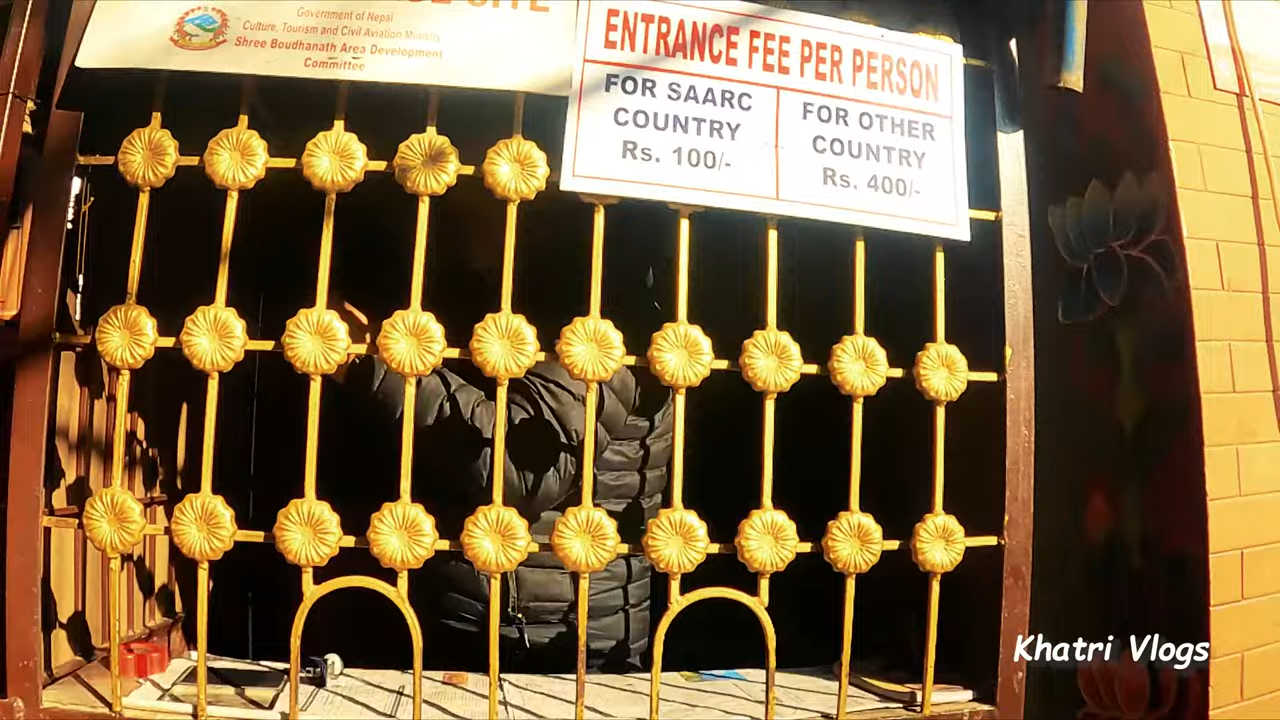 SITE
Government of Nepal
Culture, Tourism and Civil Aviation Ministry
Shree Boudhanath Area Development
Committee
ENTRANCE FEE PER PERSON
FOR SAARC
COUNTRY
Rs. 100/-
FOR OTHER
COUNTRY
Rs. 400/-
Khatri Vlogs